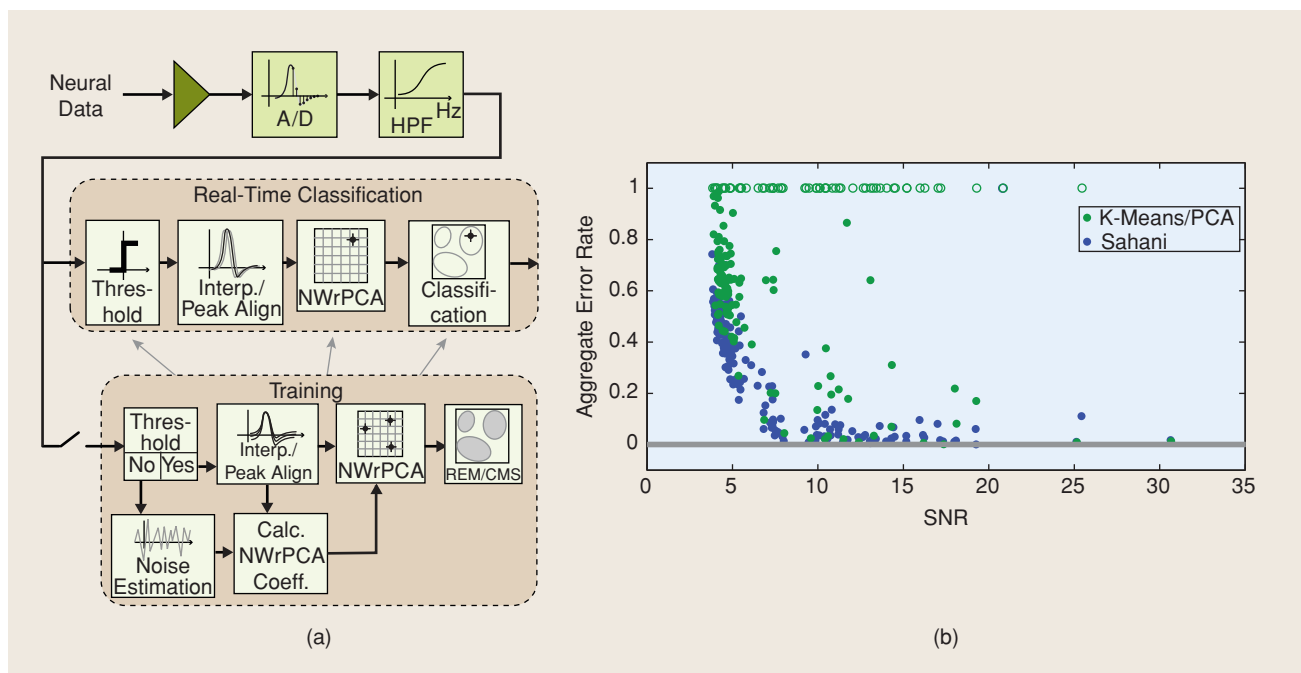 Neural
Data
A/D
HPF
Hz
Real-Time Classification
Thres-
hold
Interp./
Peak Align
NWrPCA
Classifi-
cation
Training
Thres-
hold
No Yes
Interp./
Peak Align
NWrPCA
REM/CMS
Noise
Estimation
Calc.
NWrPCA
Coeff.
(a)
Aggregate Error Rate
1
0.8
0.6
0.4
0.2
0
0 5 10 15 20 25 30 35
SNR
K-Means/PCA
Sahani
(b)